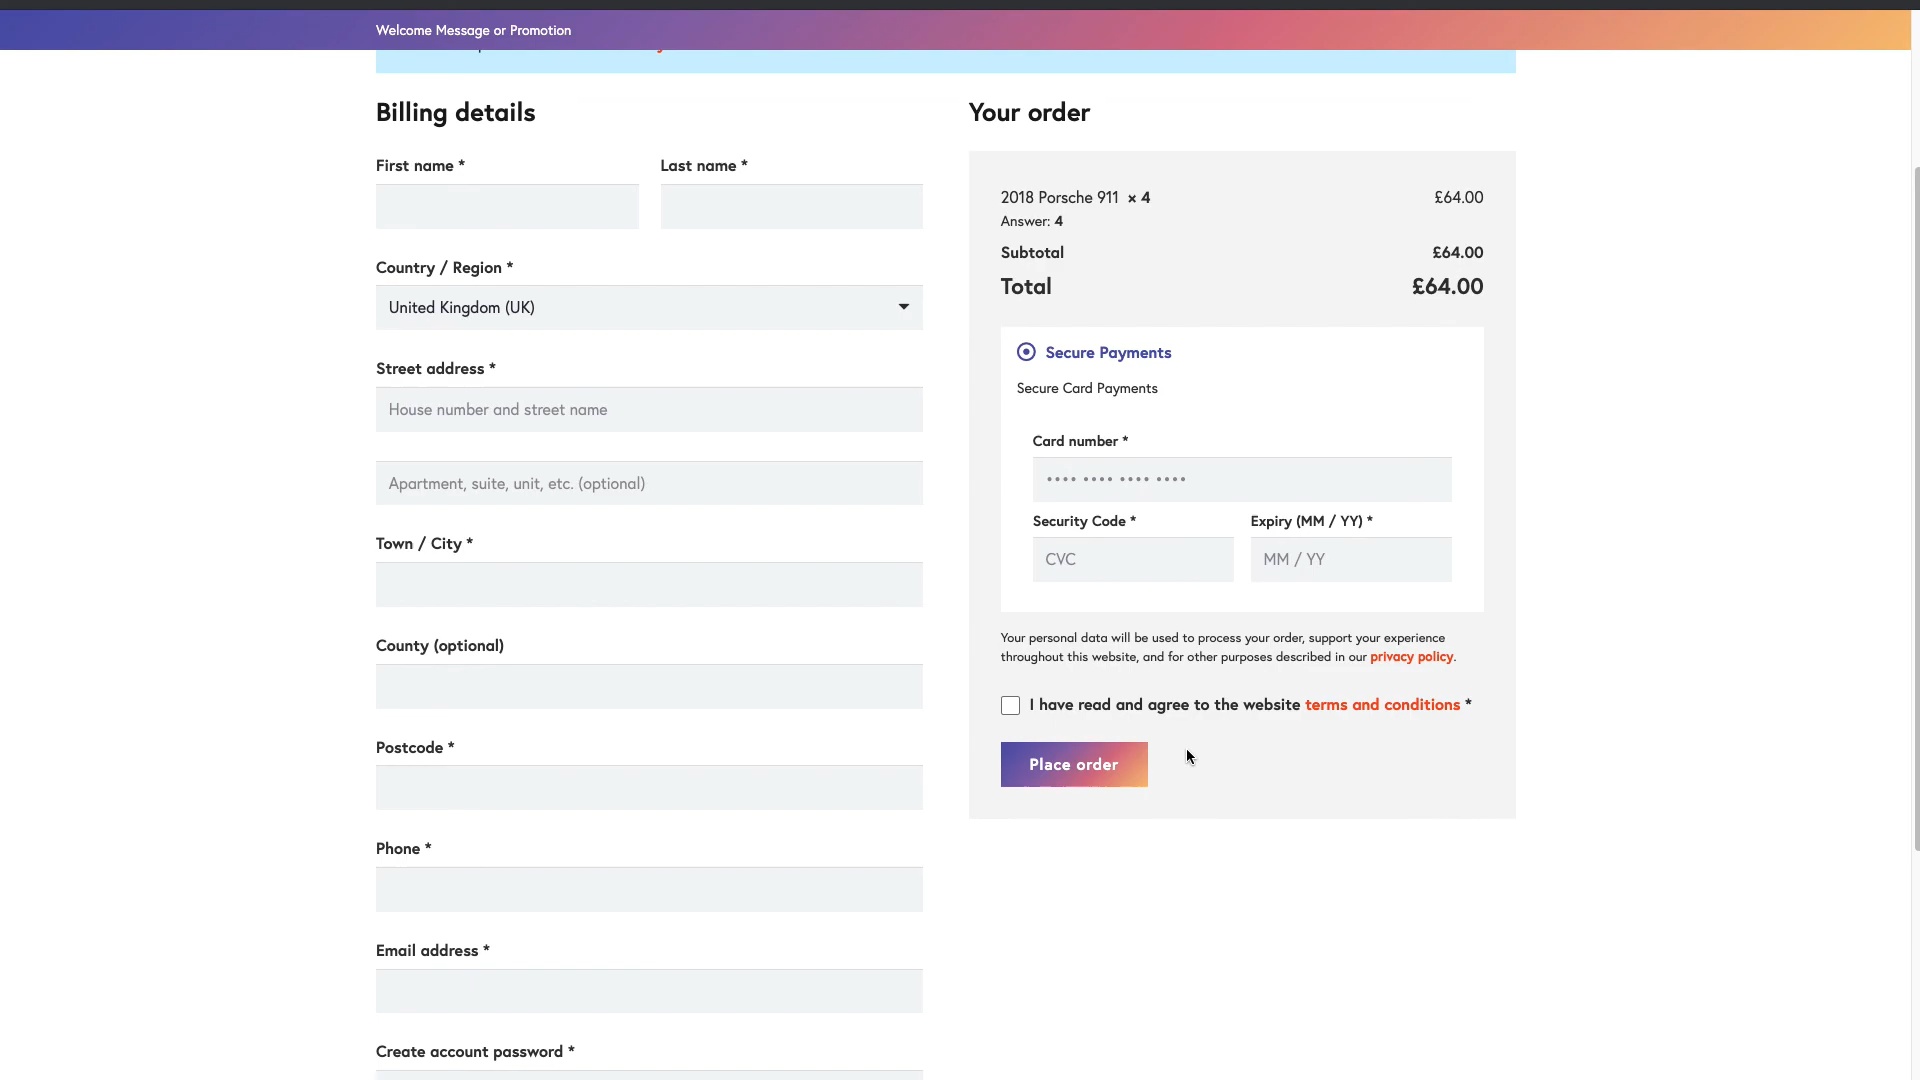 Welcome Message or Promotion
Billing details
First name *
Last name *
Country / Region *
United Kingdom (UK)
Street address *
House number and street name
Apartment, suite, unit, etc. (optional)
Town / City *
County (optional)
Postcode *
Phone *
Email address *
Create account password *
Your order
2018 Porsche 911 × 4 £64.00
Answer: 4
Subtotal £64.00
Total £64.00
Secure Payments
Secure Card Payments
Card number *
•••• •••• •••• ••••
Security Code *
CVC
Expiry (MM / YY) *
MM / YY
Your personal data will be used to process your order, support your experience
throughout this website, and for other purposes described in our privacy policy.
I have read and agree to the website terms and conditions *
Place order